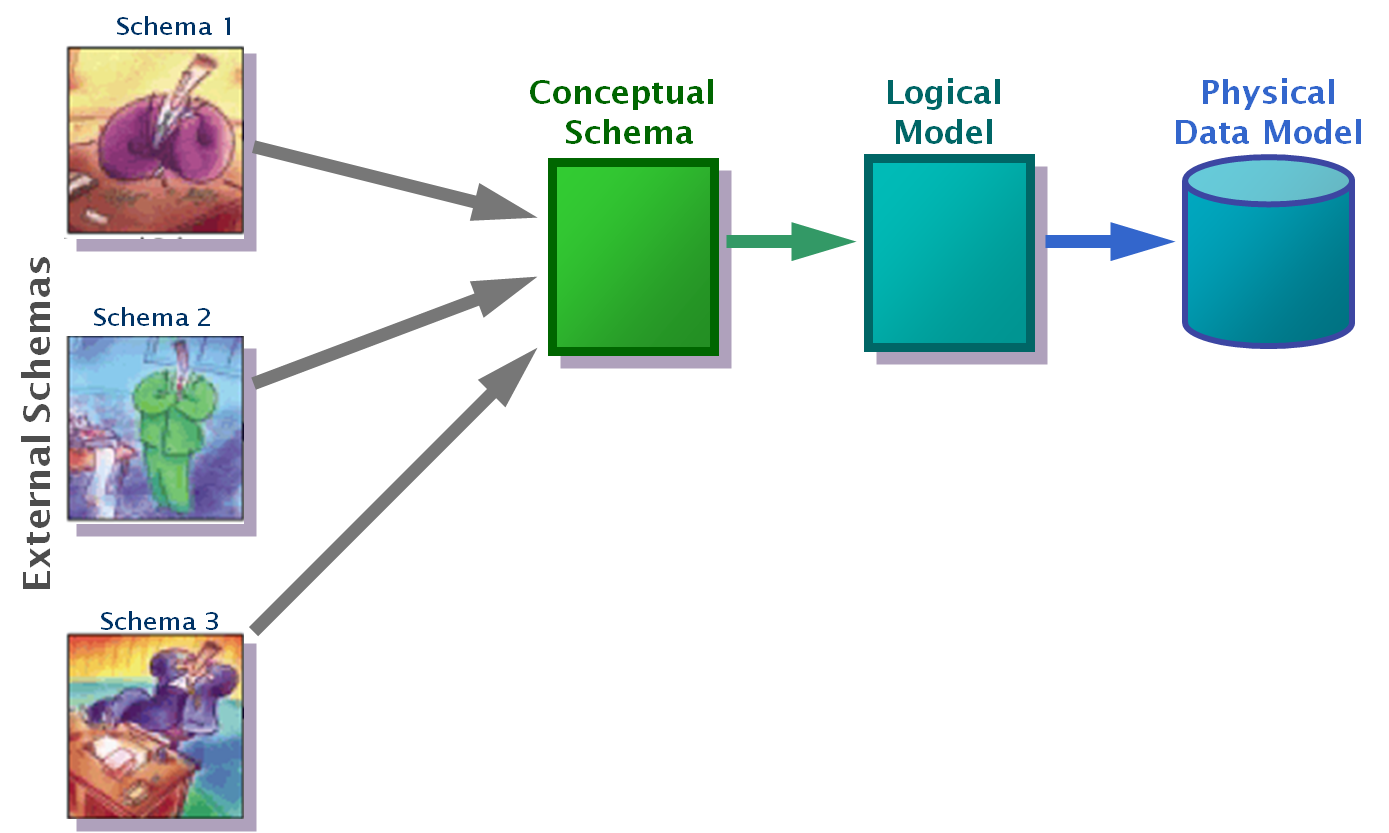 Schema 1
Conceptual
Schema
Logical
Model
Physical
Data Model
External Schemas
Schema 2
Schema 3